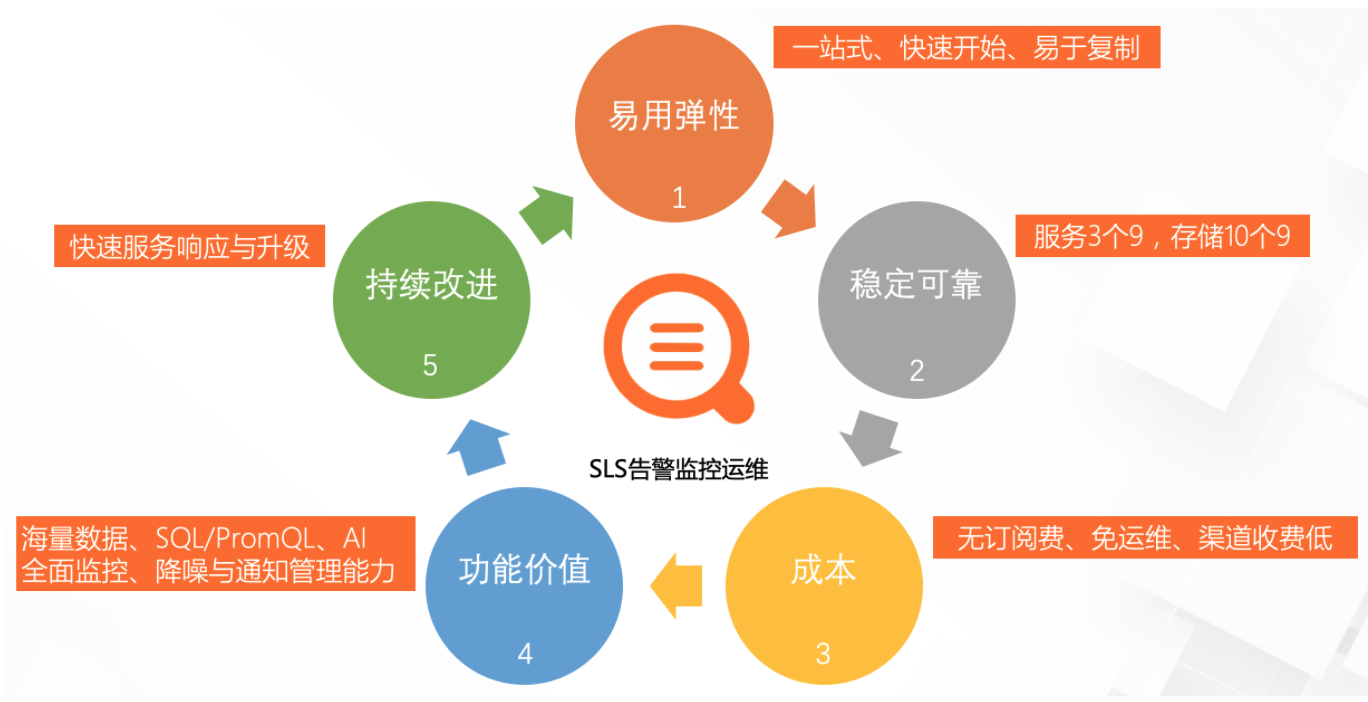 易用弹性
1
一站式、快速开始、易于复制
稳定可靠
2
服务3个9，存储10个9
成本
3
无订阅费、免运维、渠道收费低
功能价值
4
海量数据、SQL/PromQL、AI
全面监控、降噪与通知管理能力
持续改进
5
快速服务响应与升级
SLS告警监控运维